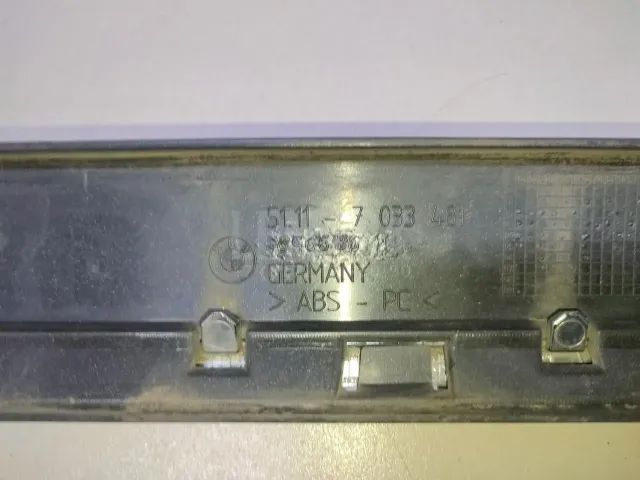 51.11 - 7 033 481
GERMANY
> ABS - PC <